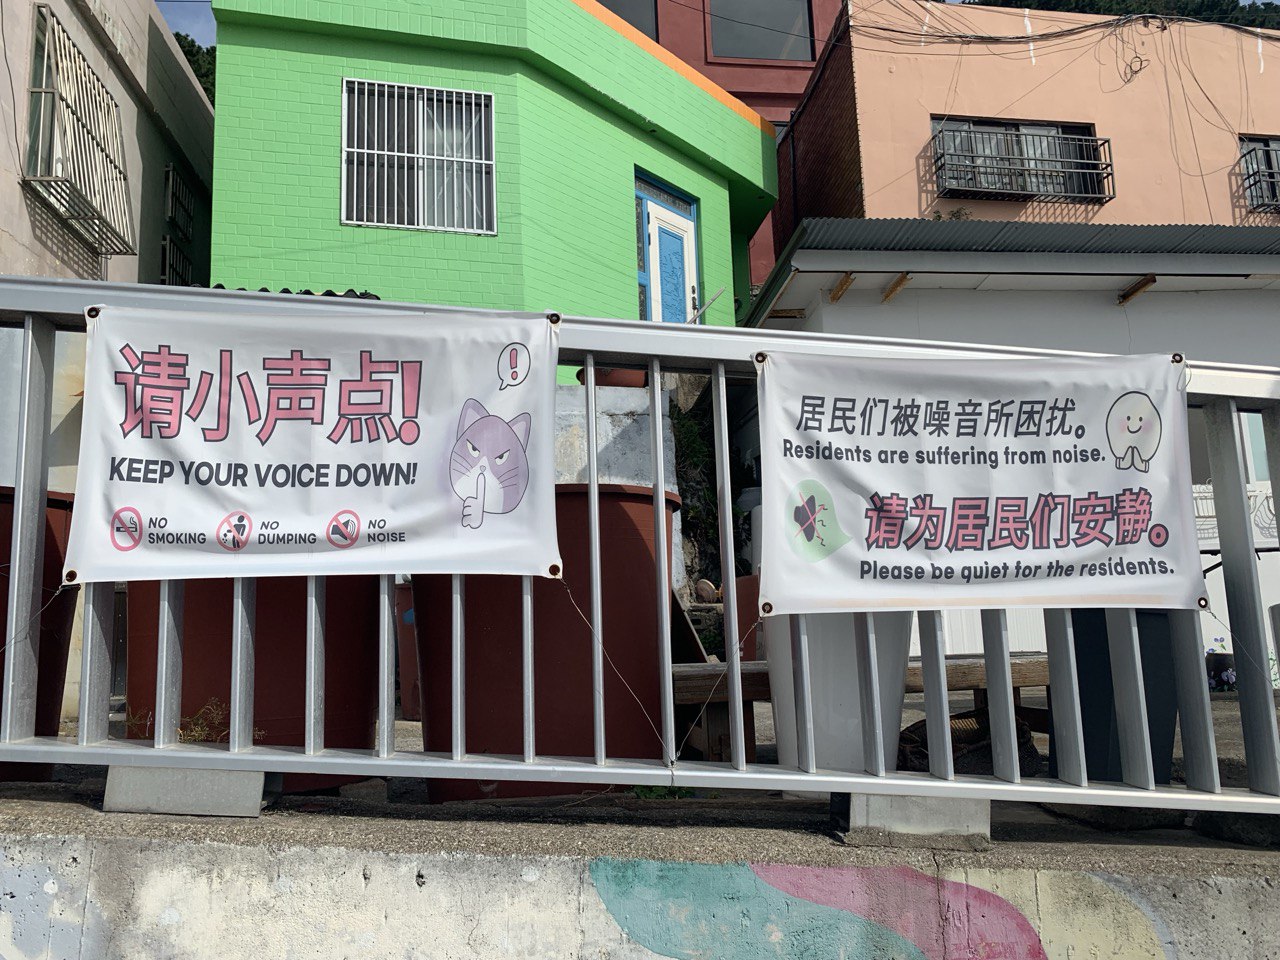 请小声点!
KEEP YOUR VOICE DOWN!
NO
SMOKING
NO
DUMPING
NO
NOISE
!
居民们被噪音所困扰。
Residents are suffering from noise.
请为居民们安静。
Please be quiet for the residents.